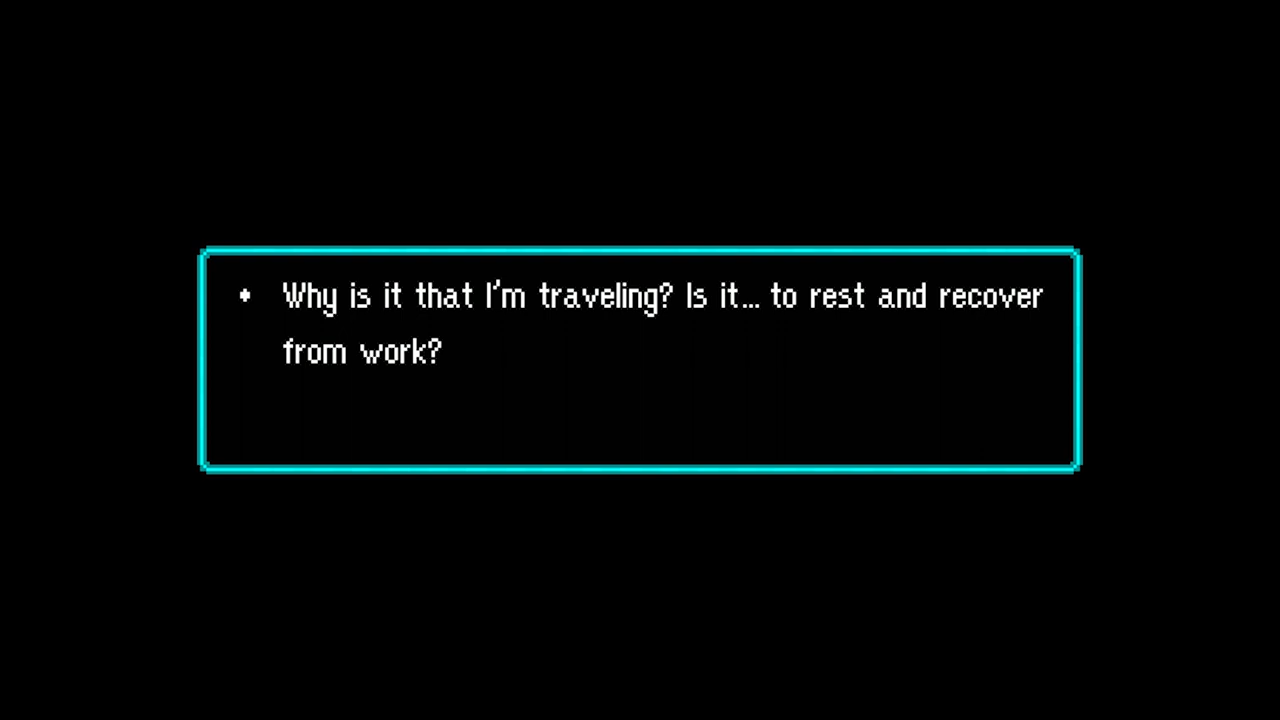 • Why is it that I'm traveling? Is it... to rest and recover
from work?